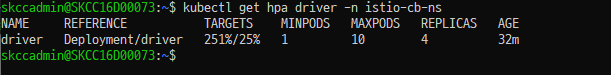 skccadmin@SKCC16D00073:~$ kubectl get hpa driver -n istio-cb-ns
NAME REFERENCE TARGETS MINPODS MAXPODS REPLICAS AGE
driver Deployment/driver 251%/25% 1 10 4 32m
skccadmin@SKCC16D00073:~$